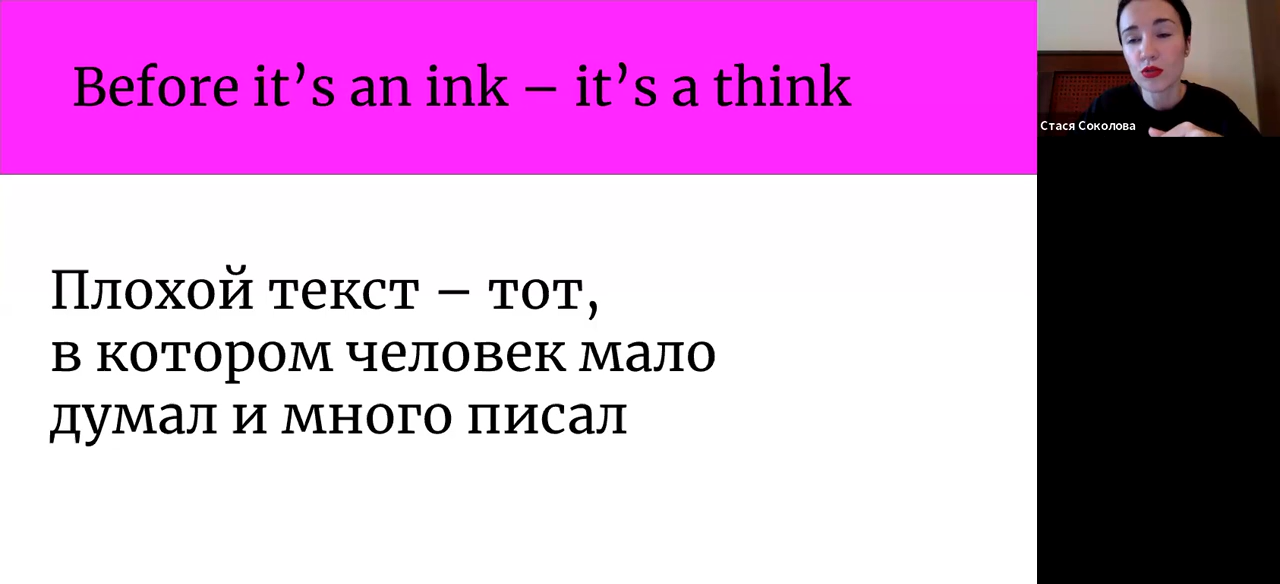 Before it’s an ink – it’s a think
Стася Соколова
Плохой текст – тот,
в котором человек мало
думал и много писал